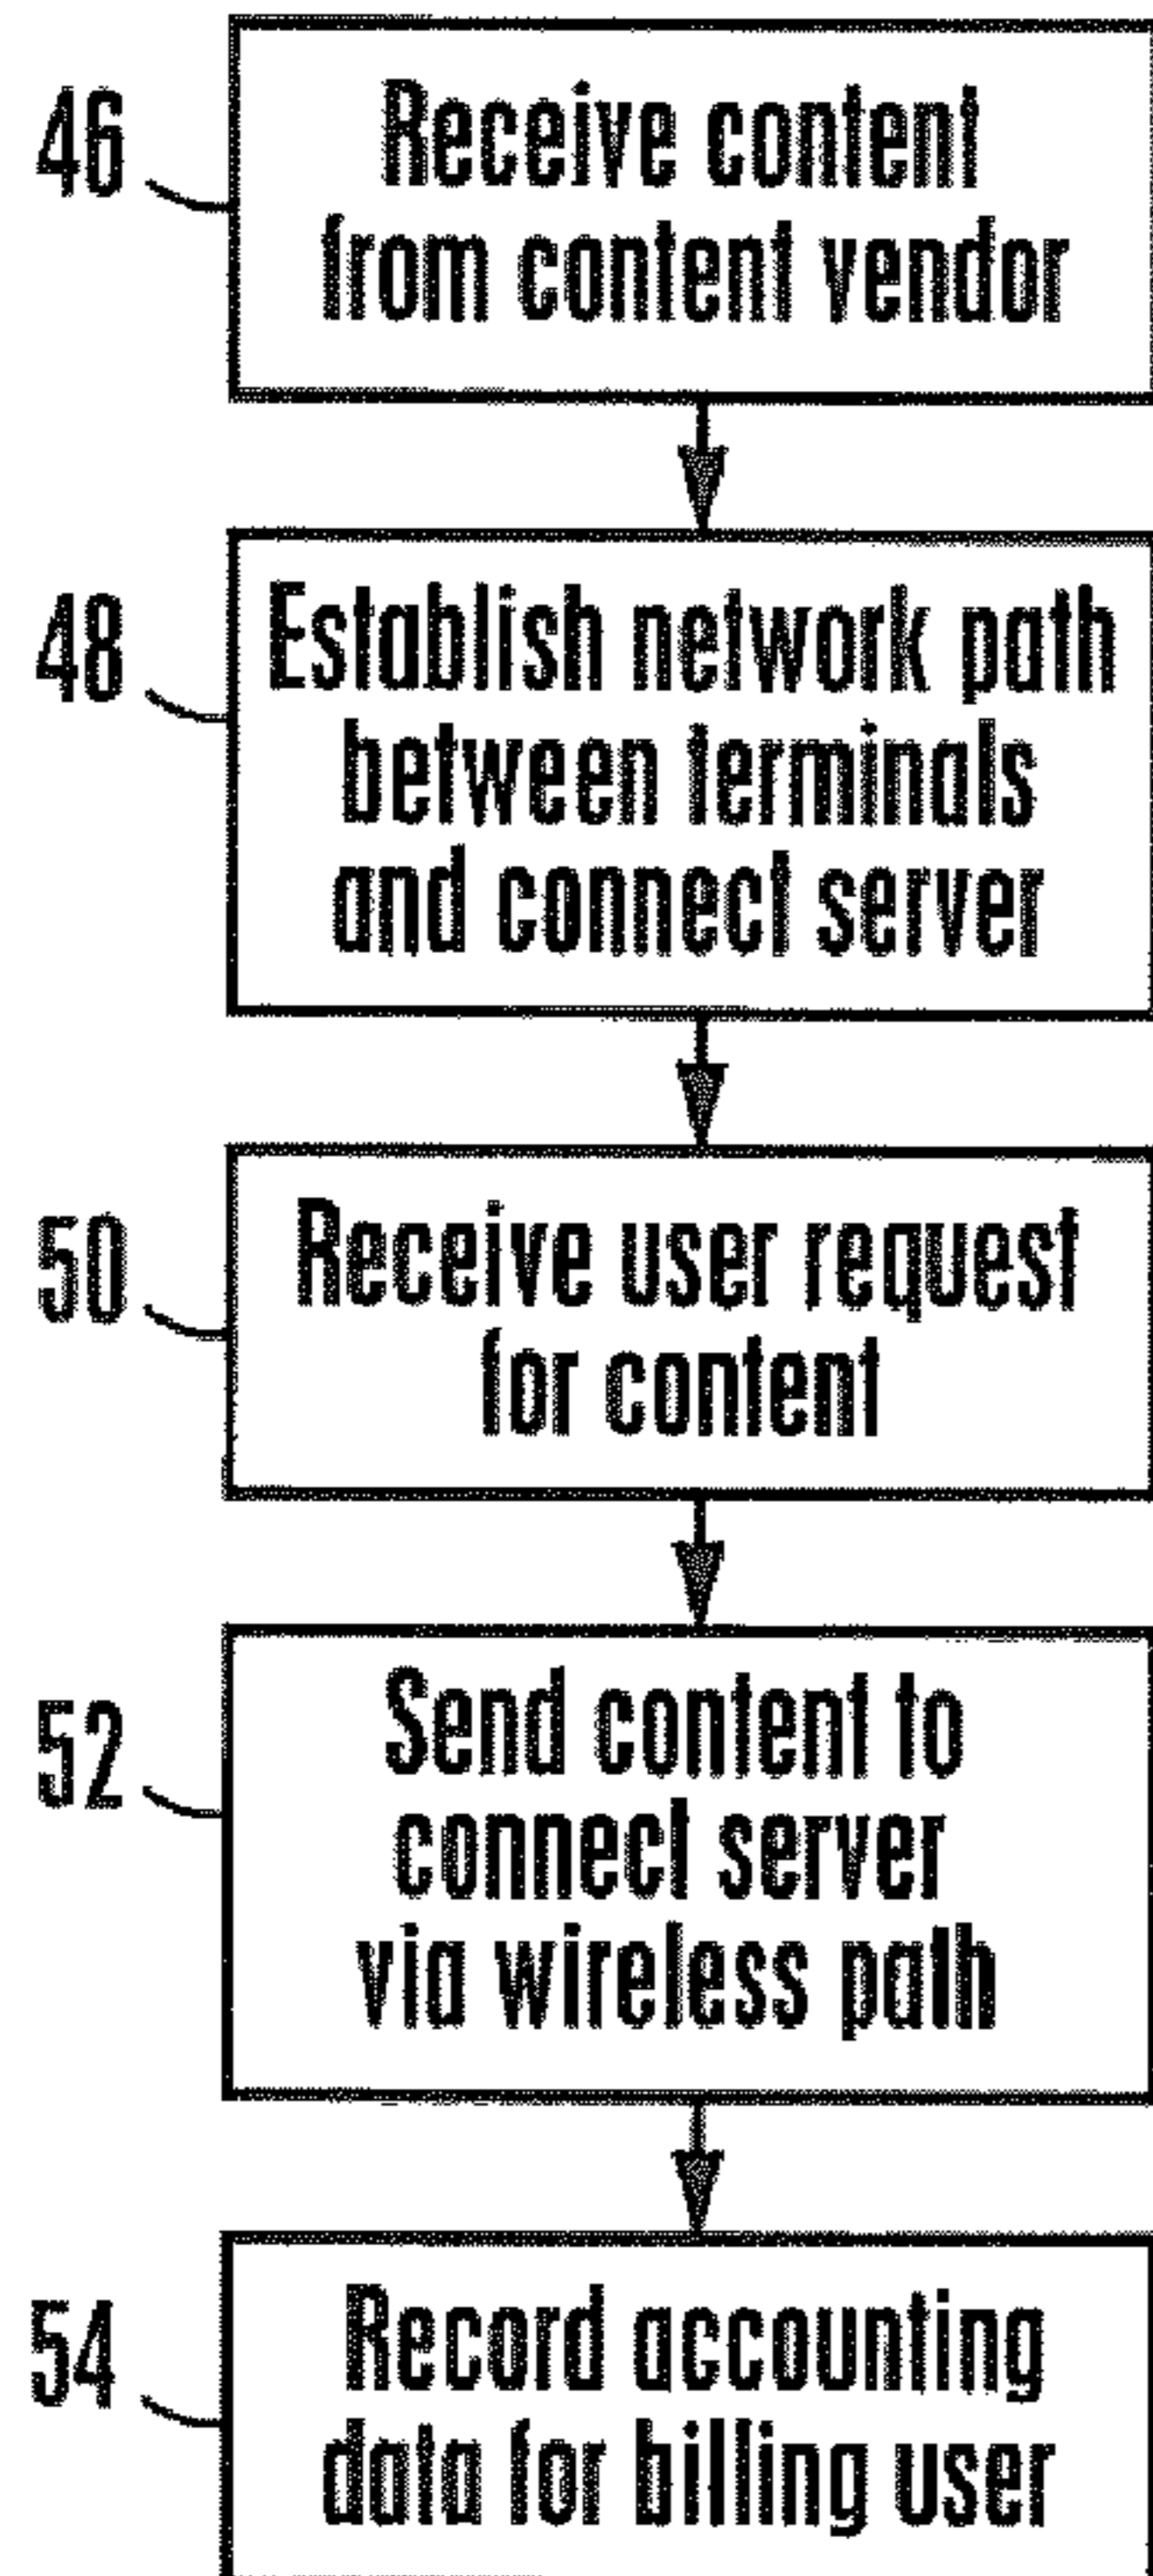 46
Receive content
from content vendor
48
Establish network path
between terminals
and connect server
50
Receive user request
for content
52
Send content to
connect server
via wireless path
54
Record accounting
data for billing user